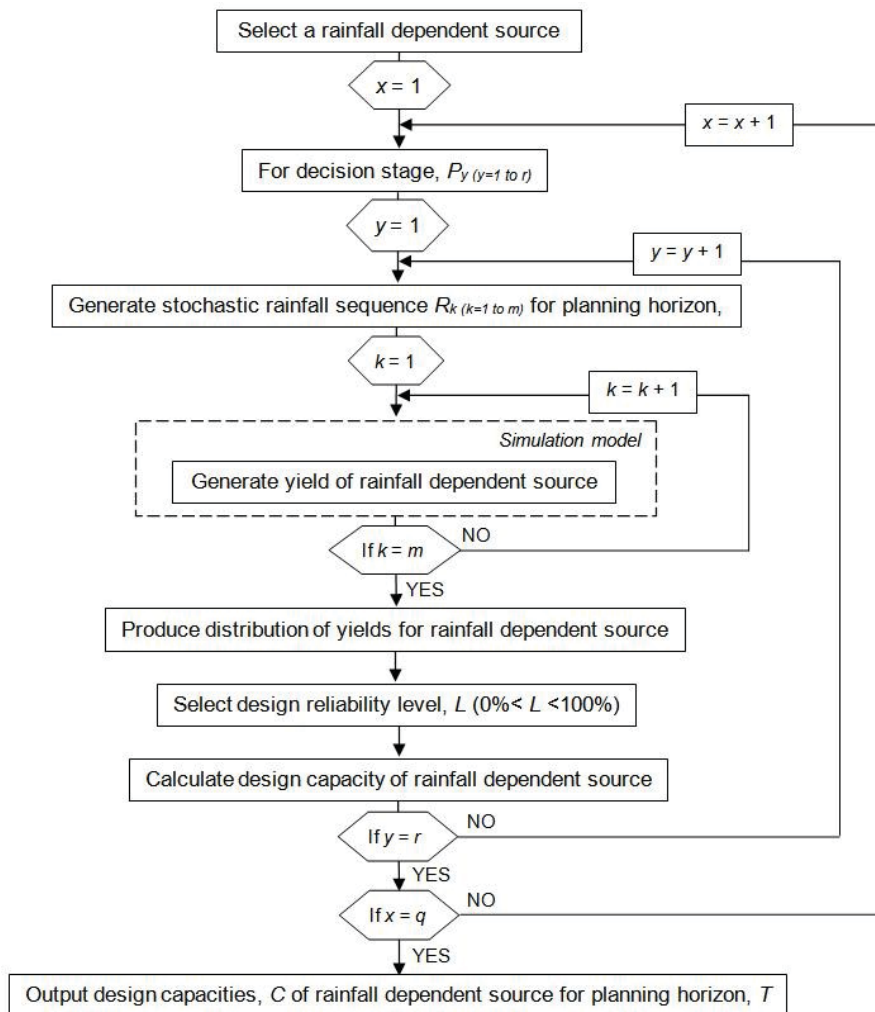 Select a rainfall dependent source
x = 1
x = x + 1
For decision stage, Py (y=1 to r)
y = 1
y = y + 1
Generate stochastic rainfall sequence Rk (k=1 to m) for planning horizon,
k = 1
k = k + 1
Simulation model
Generate yield of rainfall dependent source
If k = m
NO
YES
Produce distribution of yields for rainfall dependent source
Select design reliability level, L (0%< L <100%)
Calculate design capacity of rainfall dependent source
If y = r
NO
YES
If x = q
NO
YES
Output design capacities, C of rainfall dependent source for planning horizon, T